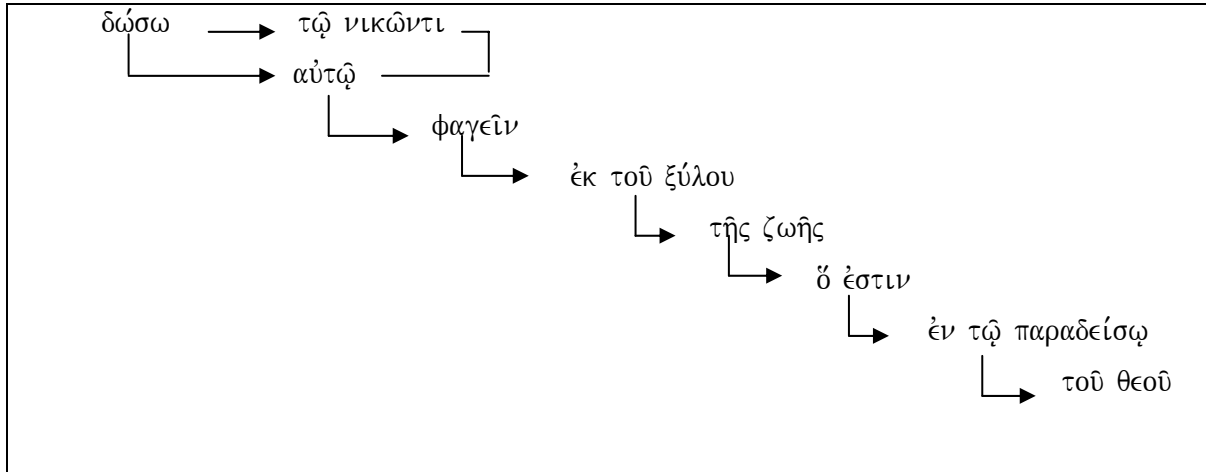 δώσω τῷ νικῶντι
αὐτῷ
φαγεῖν
ἐκ τοῦ ξύλου
τῆς ζωῆς
ὅ ἐστιν
ἐν τῷ παραδείσῳ
τοῦ θεοῦ